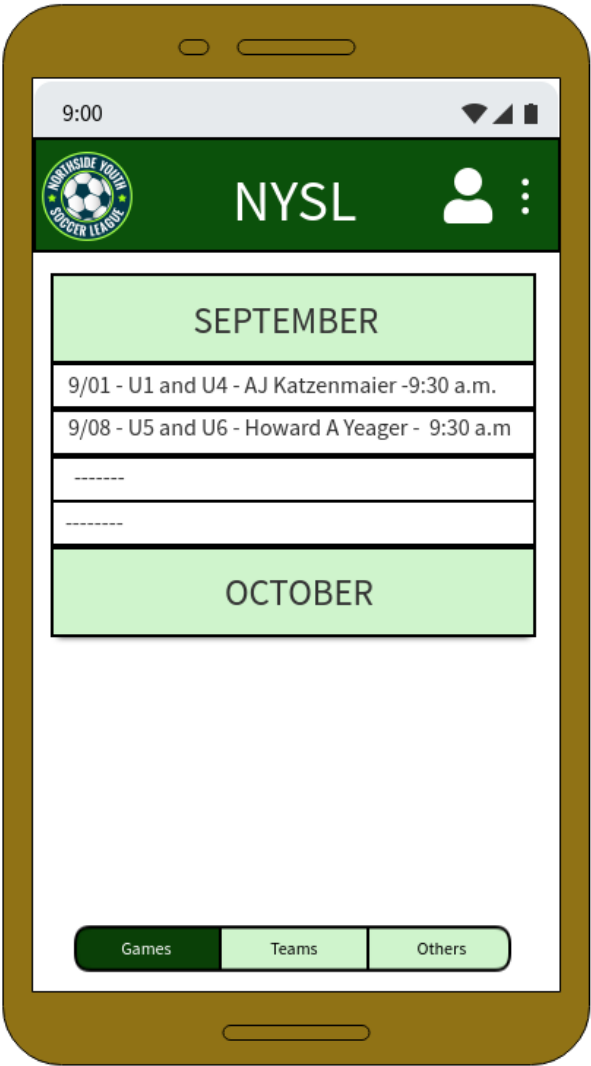 9:00
NORTHSIDE YOUTH
SOCCER LEAGUE
NYSL
SEPTEMBER
9/01 - U1 and U4 - AJ Katzenmaier -9:30 a.m.
9/08 - U5 and U6 - Howard A Yeager -  9:30 a.m
-------
--------
OCTOBER
Games
Teams
Others